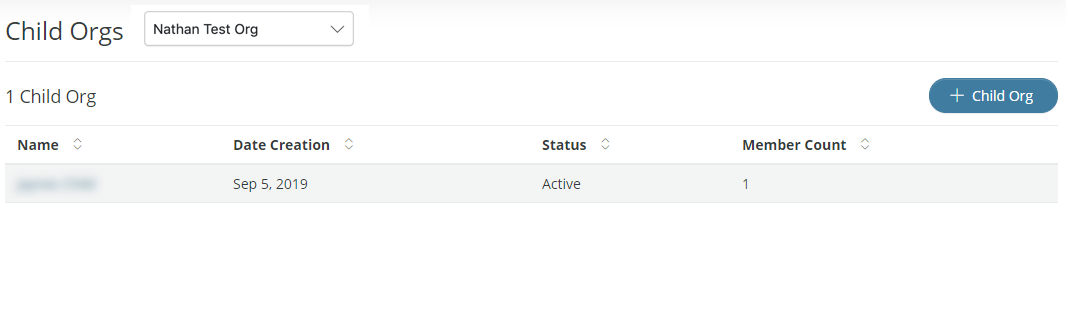 Child Orgs
Nathan Test Org
1 Child Org
+ Child Org
Name Date Creation Status Member Count
Sep 5, 2019 Active 1